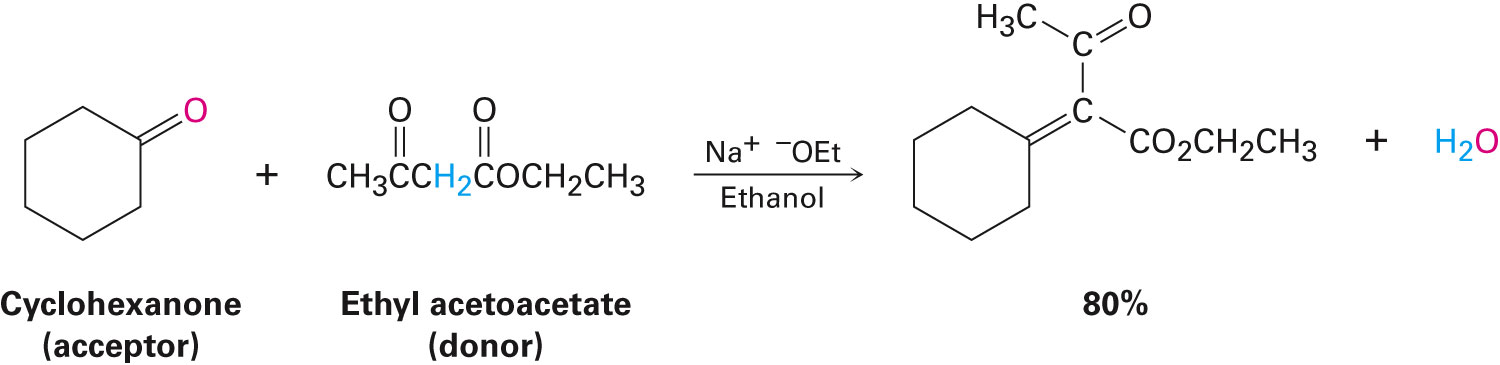 O
+
O O
CH₃CCH₂COCH₂CH₃
Na⁺ ⁻OEt
Ethanol
H₃C O
C
C
CO₂CH₂CH₃
+
H₂O
Cyclohexanone
(acceptor)
Ethyl acetoacetate
(donor)
80%